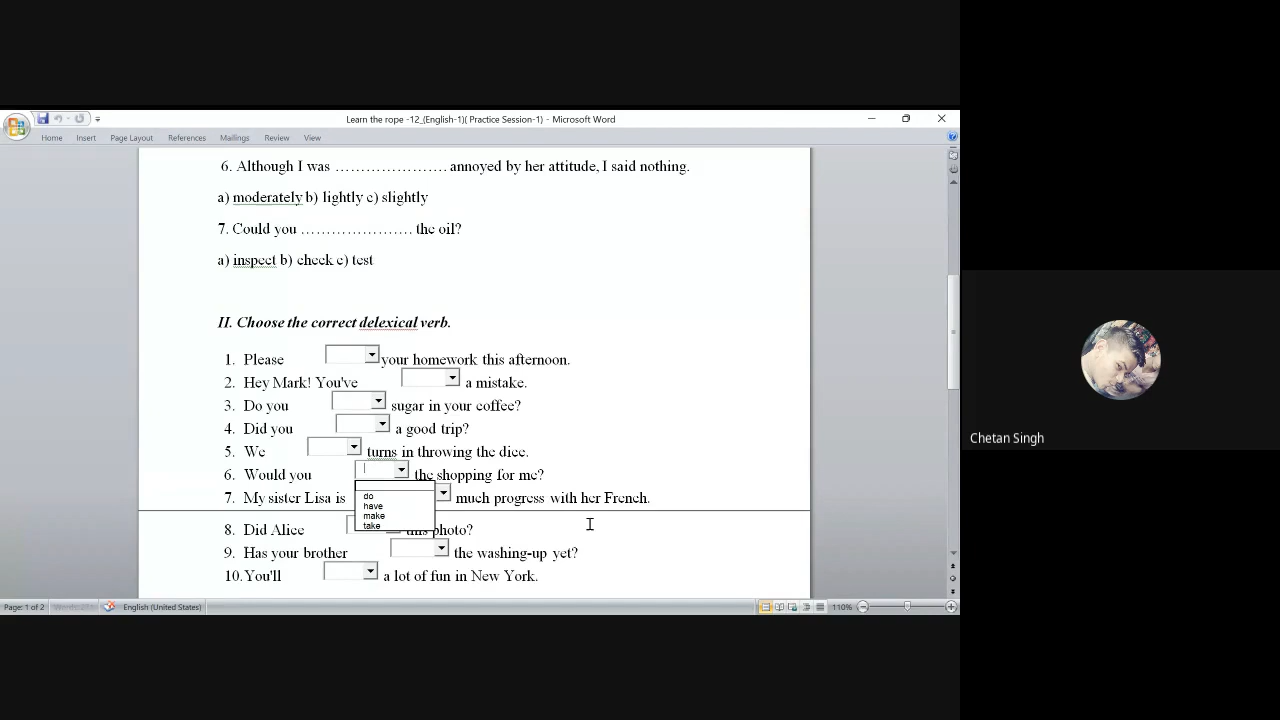 Learn the rope -12_(English-1)( Practice Session-1) - Microsoft Word
Home Insert Page Layout References Mailings Review View
6. Although I was …………………. annoyed by her attitude, I said nothing.
a) moderately b) lightly c) slightly
7. Could you …………………. the oil?
a) inspect b) check c) test
II. Choose the correct delexical verb.
1. Please your homework this afternoon.
2. Hey Mark! You've a mistake.
3. Do you sugar in your coffee?
4. Did you a good trip?
5. We turns in throwing the dice.
6. Would you the shopping for me?
7. My sister Lisa is much progress with her French.
do
have
make
take
8. Did Alice this photo?
9. Has your brother the washing-up yet?
10. You'll a lot of fun in New York.
Page: 1 of 2 English (United States) 110%
Chetan Singh